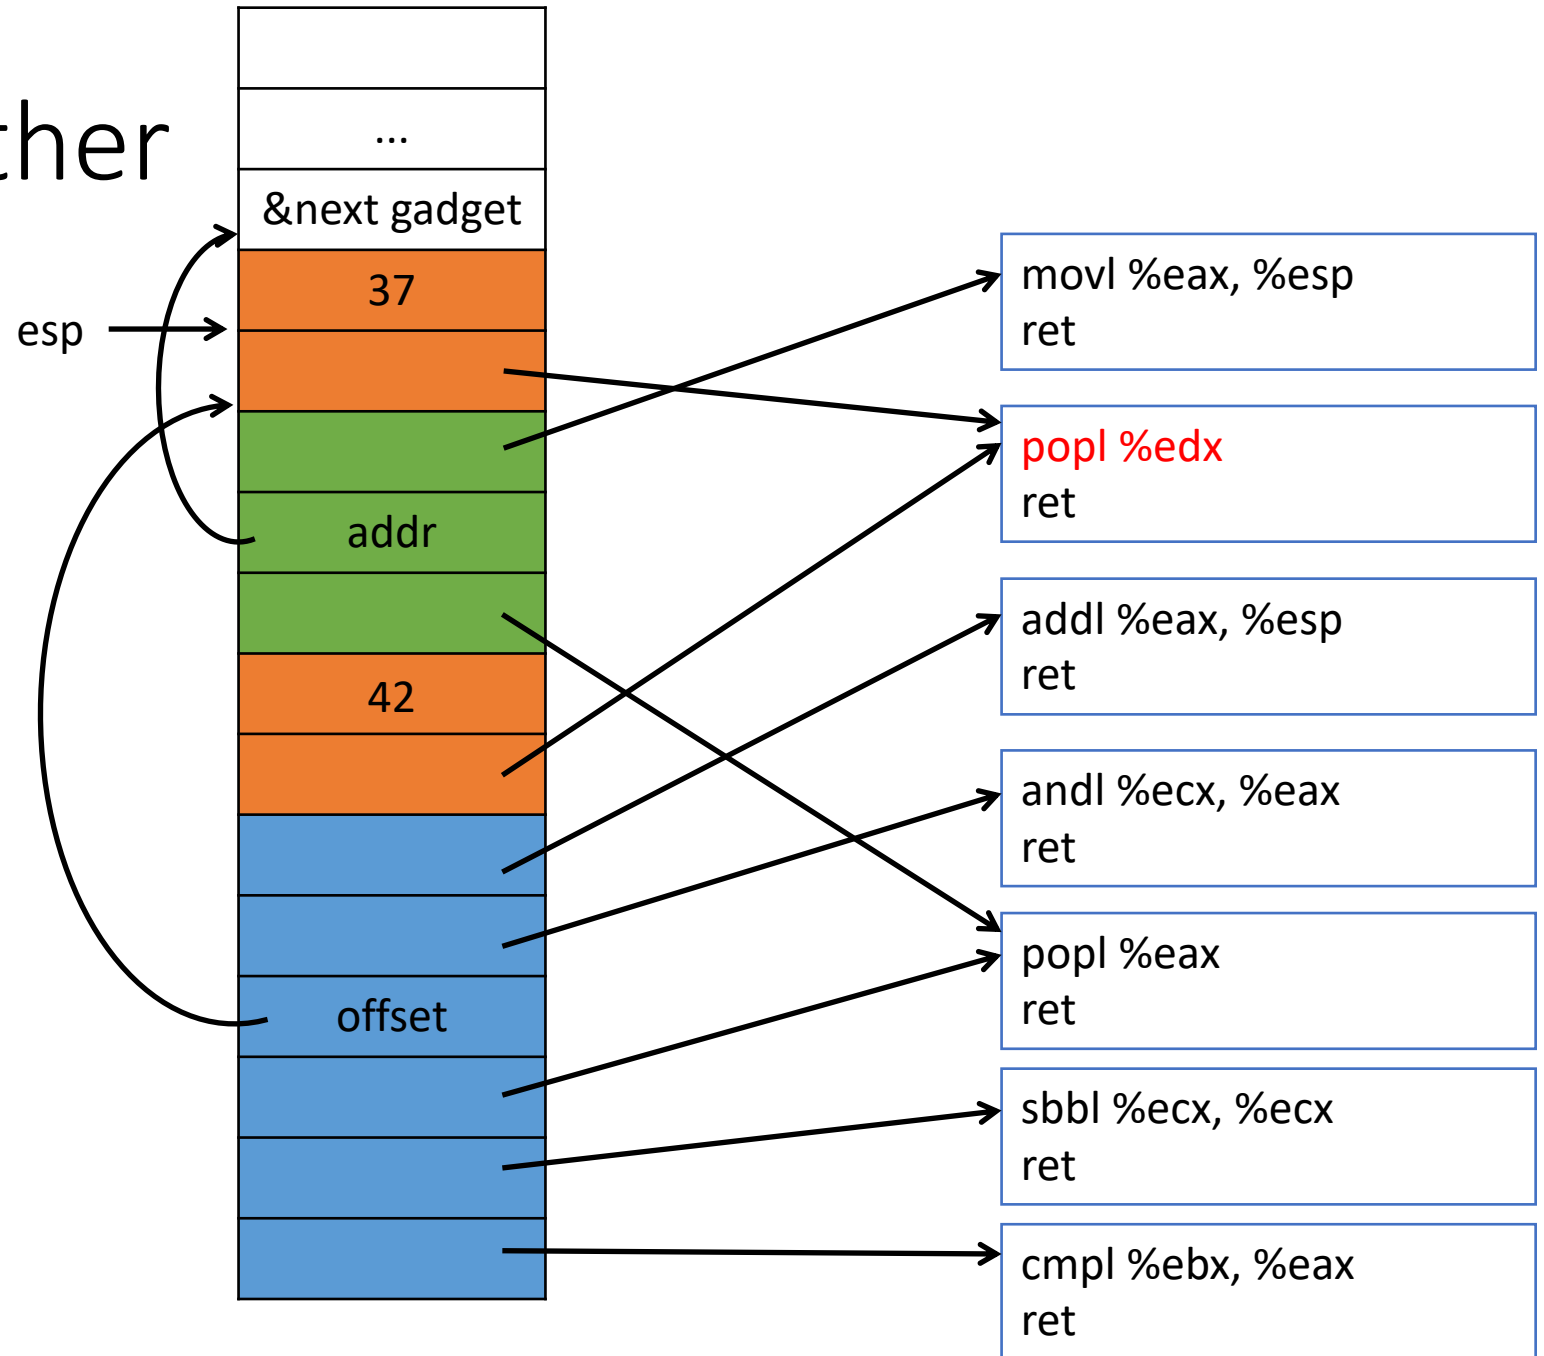 ther
...
&next gadget
37
esp
addr
42
offset
movl %eax, %esp
ret
popl %edx
ret
addl %eax, %esp
ret
andl %ecx, %eax
ret
popl %eax
ret
sbbl %ecx, %ecx
ret
cmpl %ebx, %eax
ret